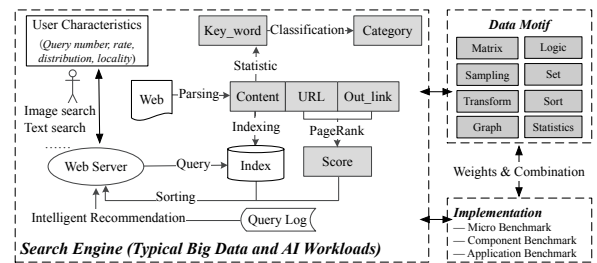 User Characteristics
(Query number, rate,
distribution, locality)
Image search
Text search
......
Web Server
Key_word
Classification
Category
Statistic
Web
Parsing
Content
URL
Out_link
Indexing
PageRank
Query
Index
Score
Sorting
Intelligent Recommendation
Query Log
Search Engine (Typical Big Data and AI Workloads)
Data Motif
Matrix
Logic
Sampling
Set
Transform
Sort
Graph
Statistics
Weights & Combination
Implementation
— Micro Benchmark
— Component Benchmark
— Application Benchmark